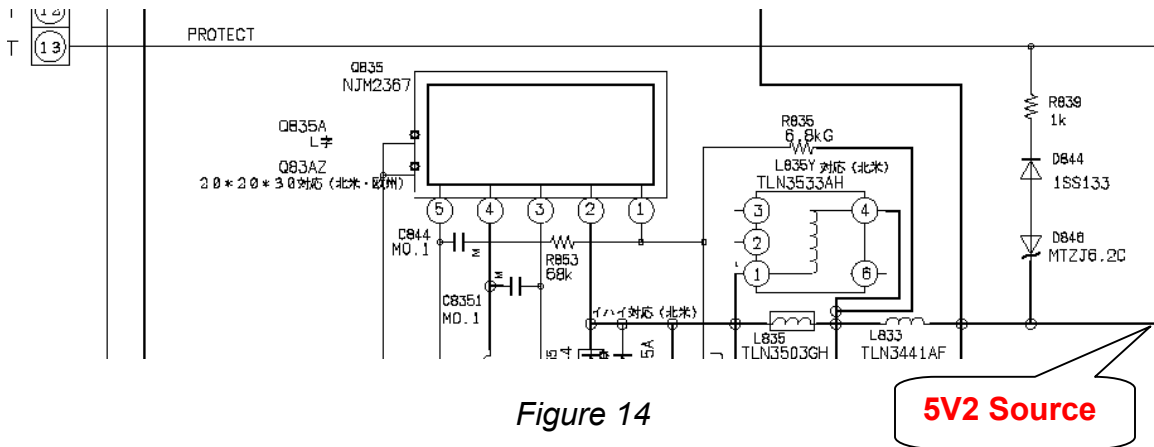 12
T 13
PROTECT
Q835
NJM2367
Q835A
L字
Q83AZ
20*20*30対応(北米・欧州)
5 4 3 2 1
C844
M0.1
M
R853
68k
M
C8351
M0.1
R835
6.8kG
L835Y 対応(北米)
TLN3533AH
3 4
2
1 6
イハイ対応(北米)
L835
TLN3503GH
L833
TLN3441AF
R839
1k
D844
1SS133
D846
MTZJ6.2C
5A
Figure 14
5V2 Source